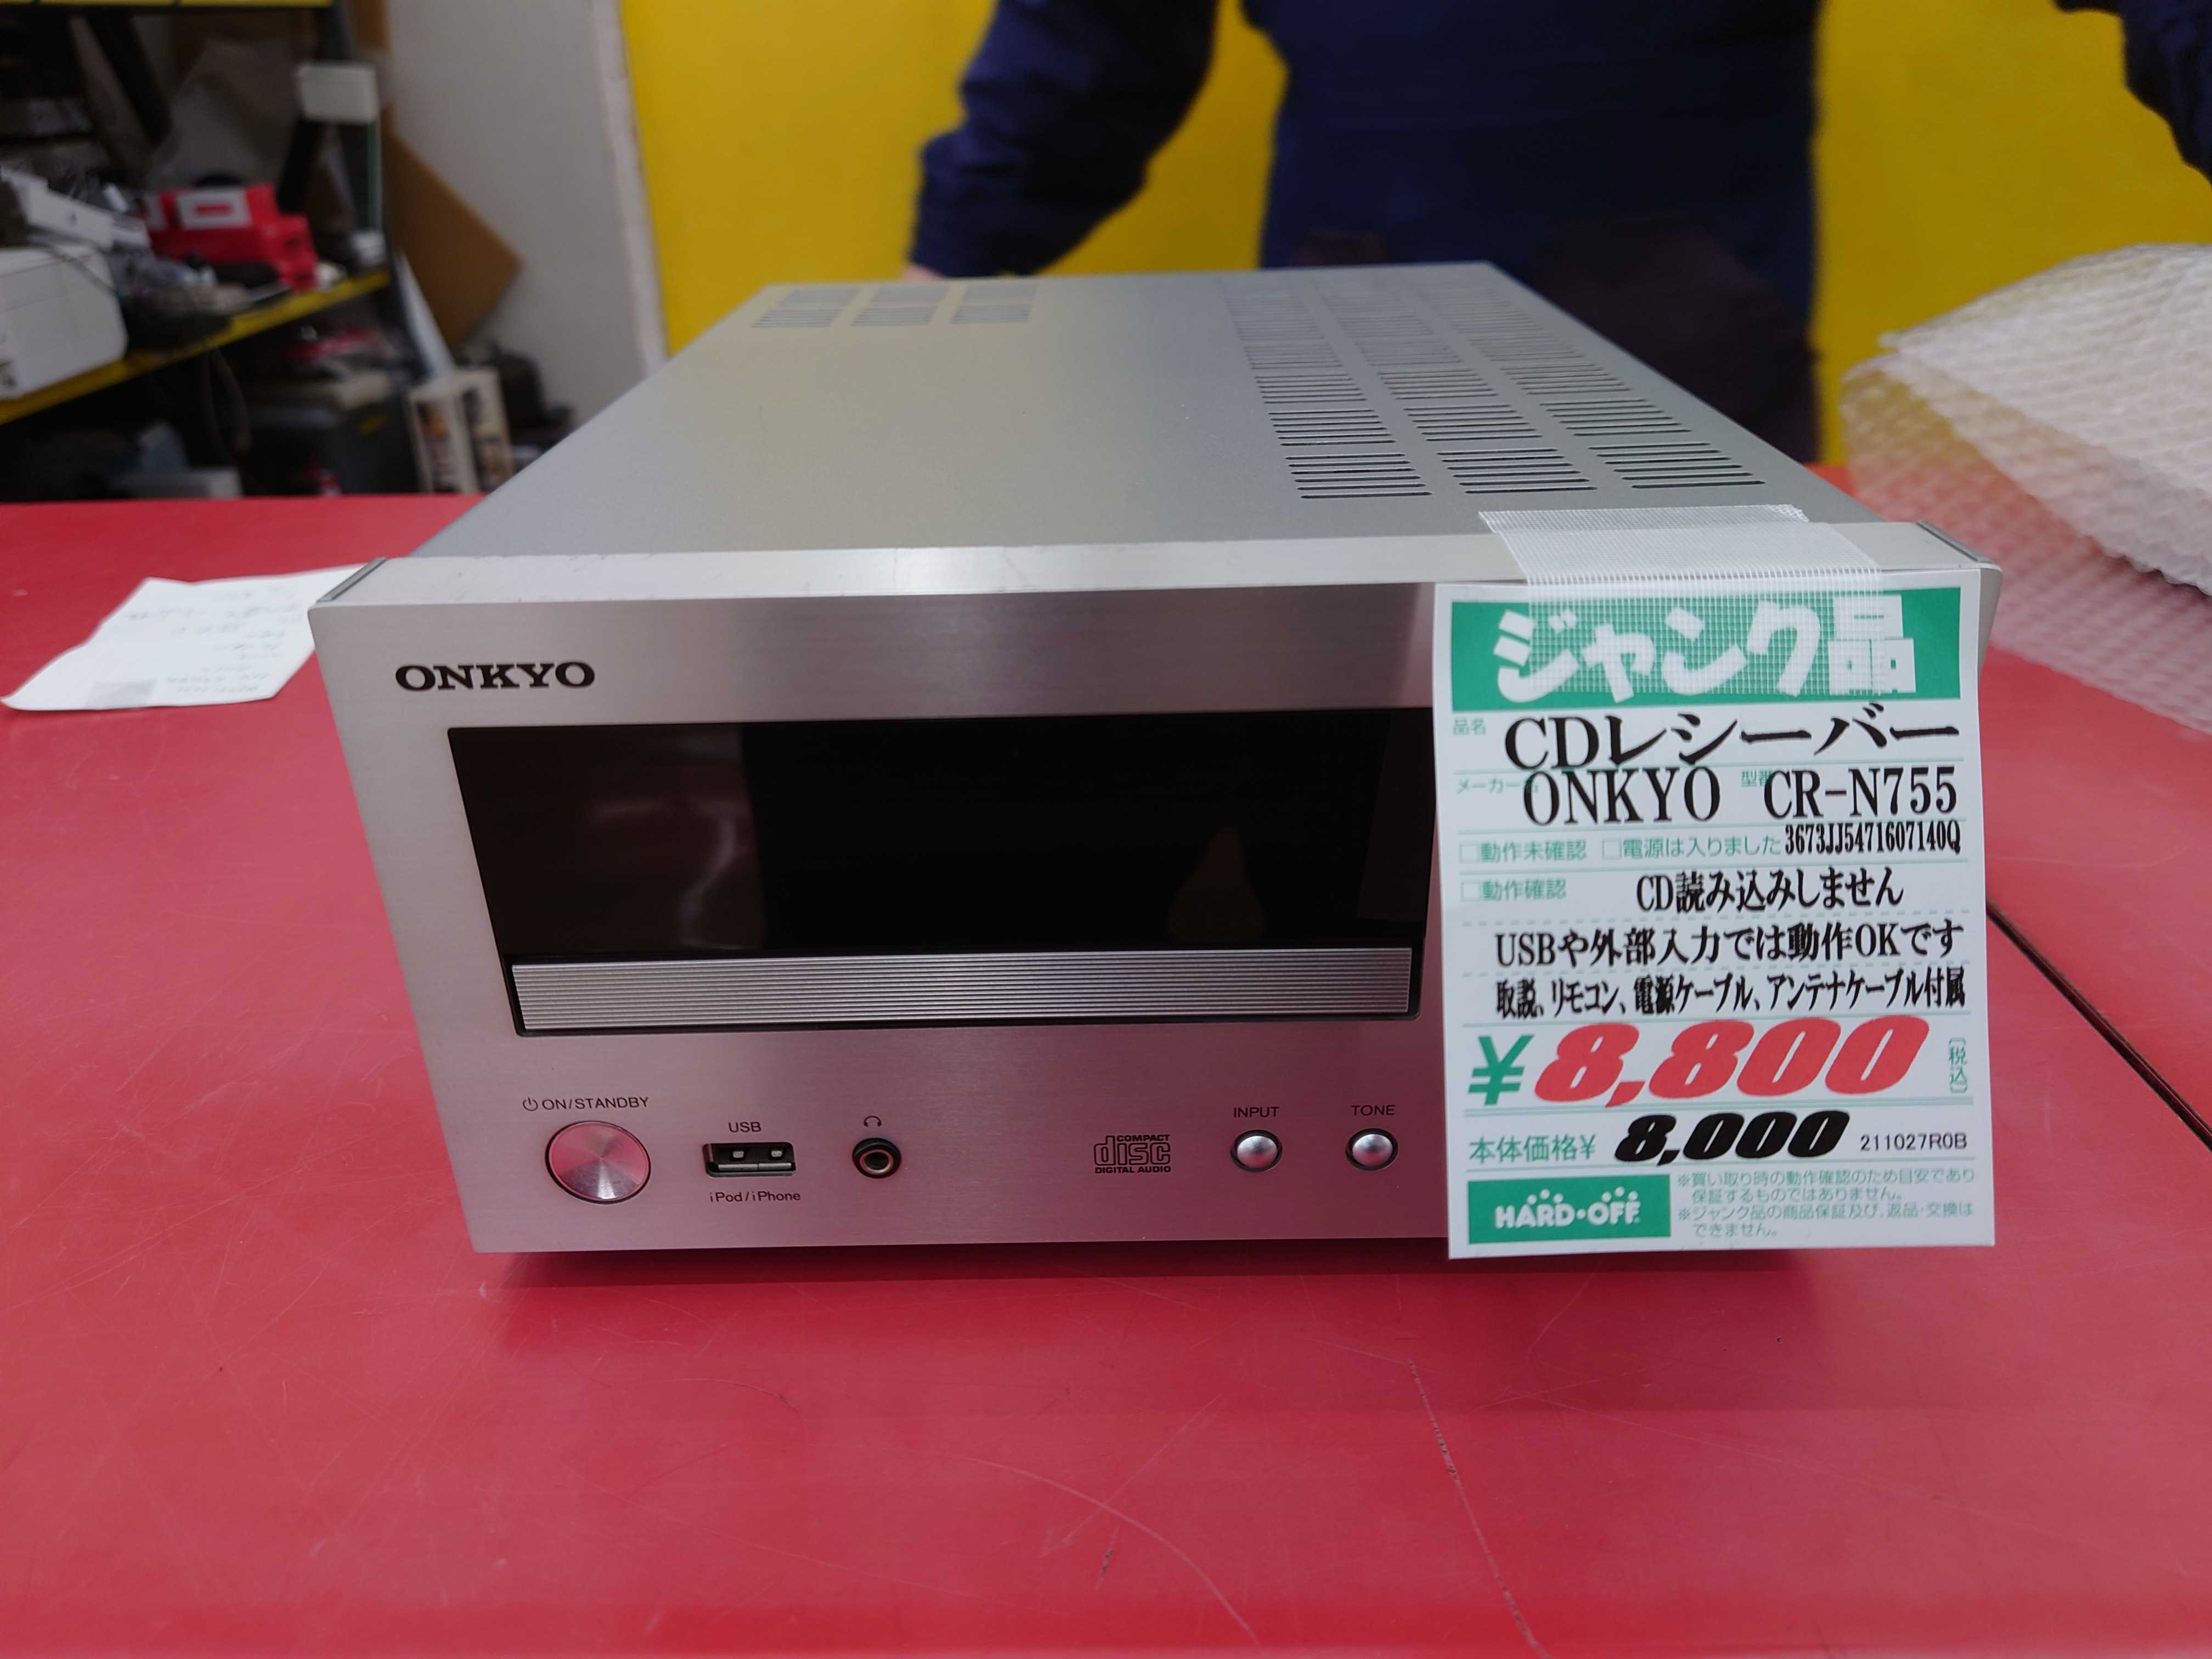 ONKYO
ON/STANDBY
USB
iPod/iPhone
COMPACT
disc
DIGITAL AUDIO
INPUT
TONE
ジャンク品
品名 CDレシーバー
メーカー名 ONKYO 型番 CR-N755
□動作未確認 □電源は入りました 3673JJ5471607140Q
□動作確認 CD読み込みしません
USBや外部入力では動作OKです
取説、リモコン、電源ケーブル、アンテナケーブル付属
¥8,800 [税込]
本体価格¥ 8,000 211027R0B
HARD・OFF
※買い取り時の動作確認のため目安であり
保証するものではありません。
※ジャンク品の商品保証及び、返品・交換は
できません。